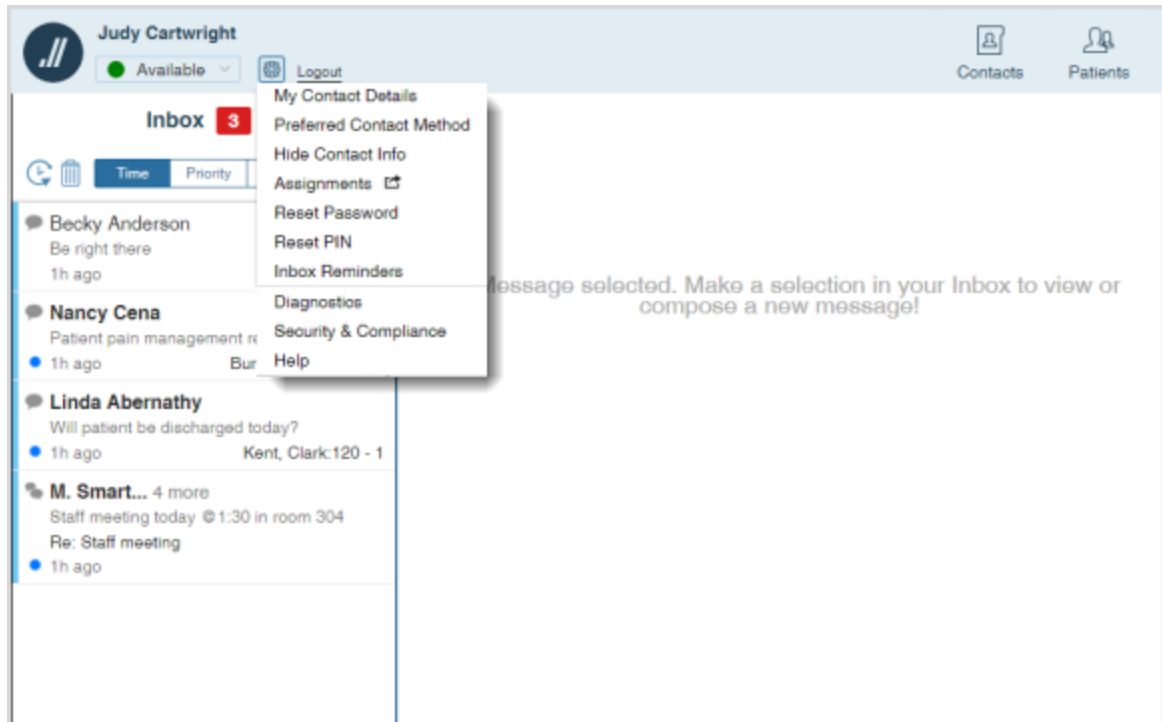 Judy Cartwright
Available
Logout
Contacts
Patients
My Contact Details
Preferred Contact Method
Hide Contact Info
Assignments
Reset Password
Reset PIN
Inbox Reminders
Diagnostics
Security & Compliance
Help
Inbox 3
Time Priority
Becky Anderson
Be right there
1h ago
Nancy Cena
Patient pain management
1h ago
Linda Abernathy
Will patient be discharged today?
1h ago Kent, Clark:120 - 1
M. Smart... 4 more
Staff meeting today @1:30 in room 304
Re: Staff meeting
1h ago
selected. Make a selection in your Inbox to view or
compose a new message!